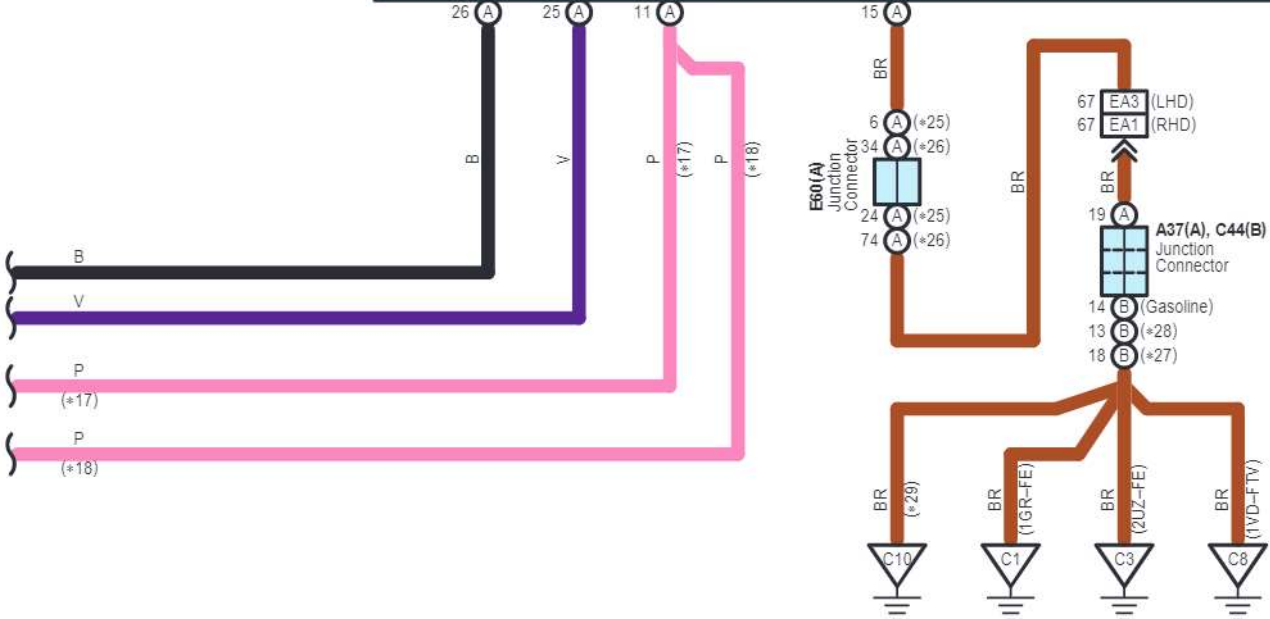 26 A
25 A
11 A
15 A
BR
67 EA3 (LHD)
67 EA1 (RHD)
6 A (*25)
34 A (*26)
E60(A)
Junction
Connector
24 A (*25)
74 A (*26)
B
V
P
(*17)
P
(*18)
BR
BR
19 A
A37(A), C44(B)
Junction
Connector
14 B (Gasoline)
13 B (*28)
18 B (*27)
B
V
P
(*17)
P
(*18)
BR
(*29)
BR
(1GR-FE)
BR
(2UZ-FE)
BR
(1VD-FTV)
C10
C1
C3
C8